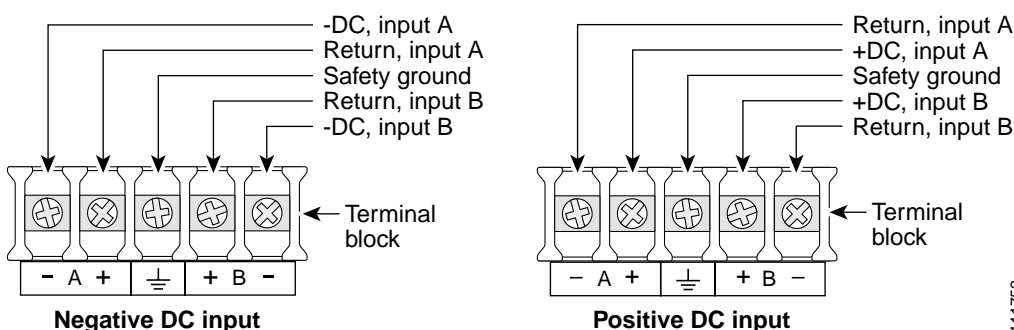 -DC, input A
Return, input A
Safety ground
Return, input B
-DC, input B
Terminal
block
- A +
+ B -
Negative DC input
Return, input A
+DC, input A
Safety ground
+DC, input B
Return, input B
Terminal
block
- A +
+ B -
Positive DC input